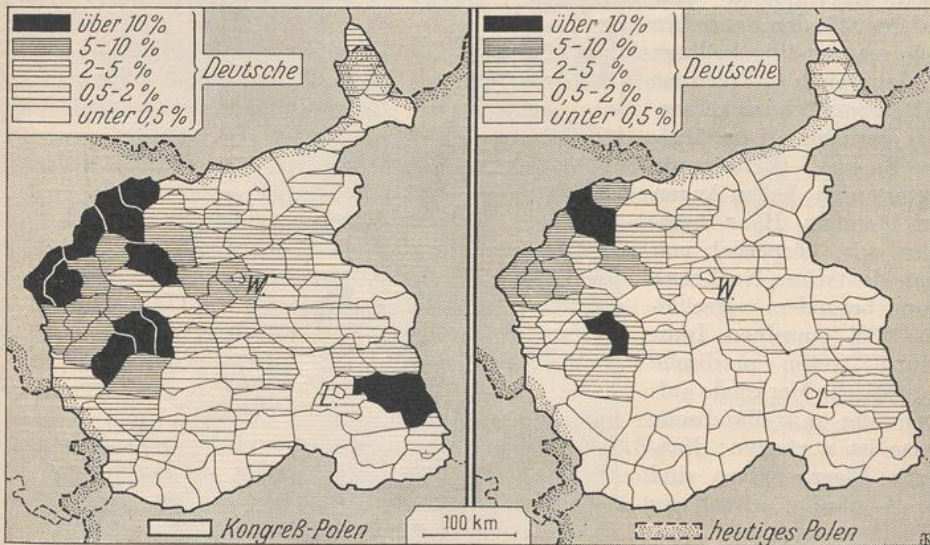 über 10%
5-10 %
2-5 %
0,5-2%
unter 0,5%
Deutsche
W.
L.
Kongreß-Polen
100 km
über 10%
5-10 %
2-5 %
0,5-2%
unter 0,5%
Deutsche
W.
L.
heutiges Polen